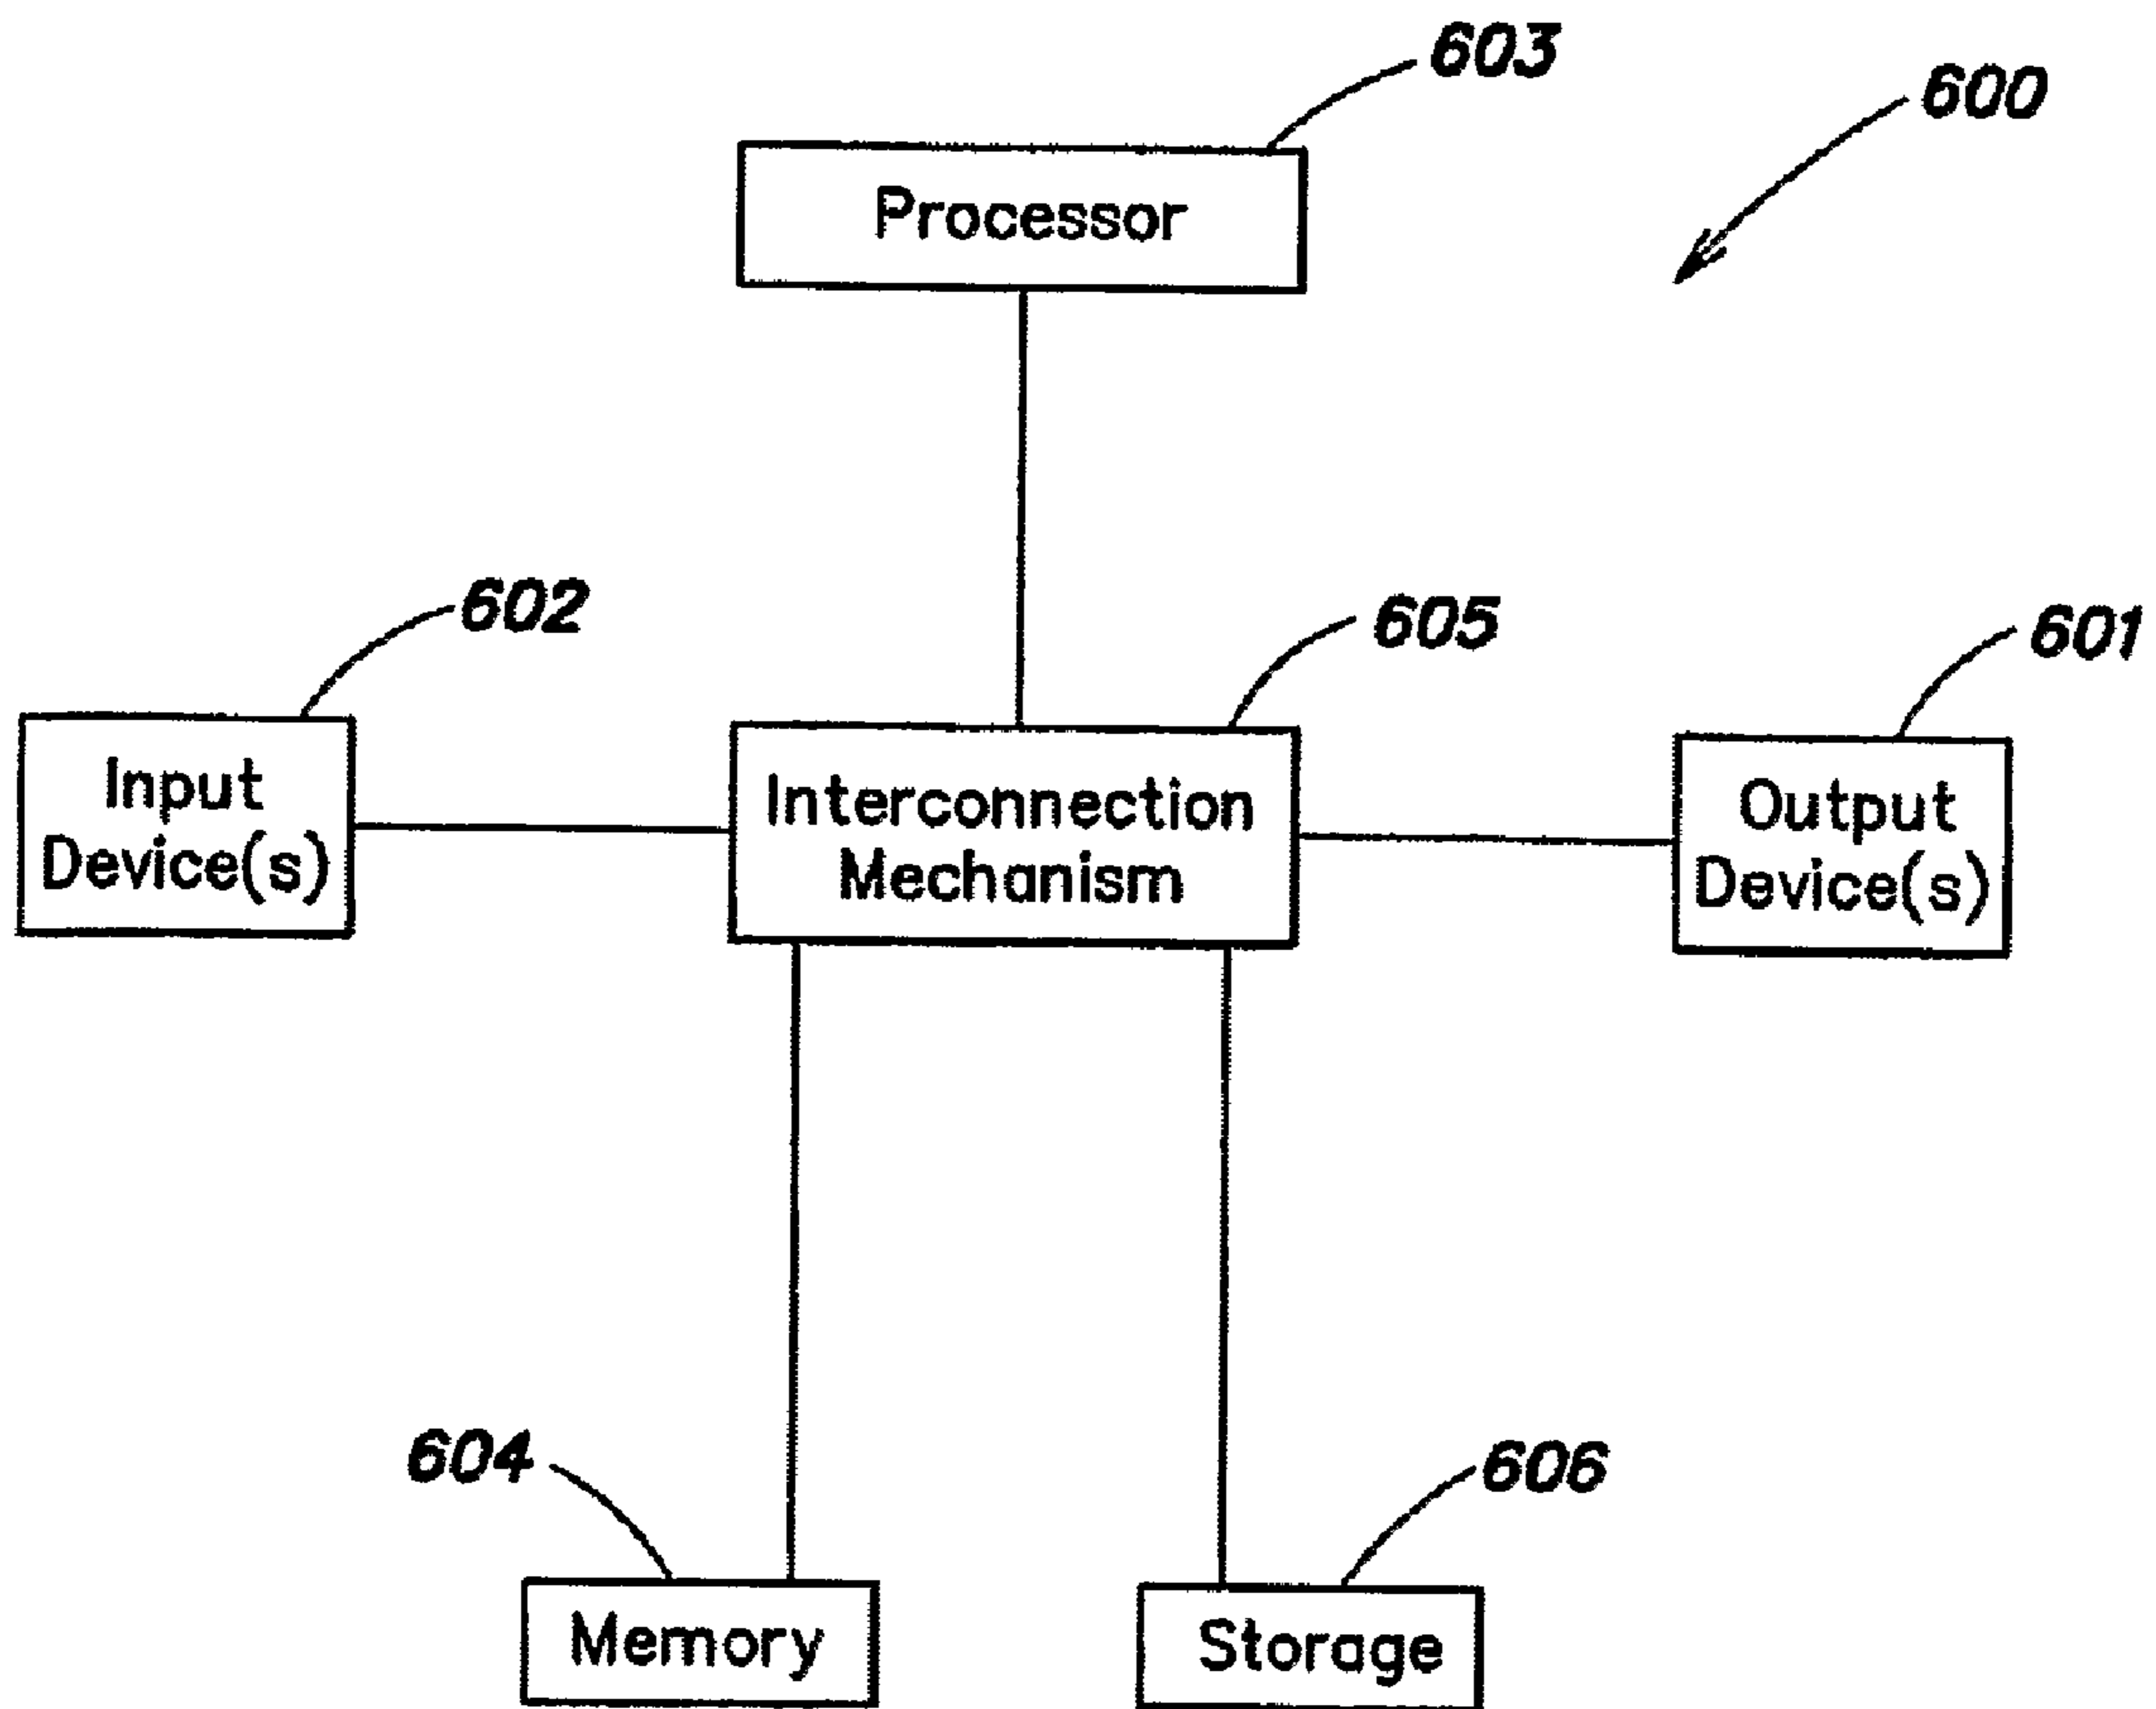 603
600
Processor
602
605
601
Input
Device(s)
Interconnection
Mechanism
Output
Device(s)
604
606
Memory
Storage